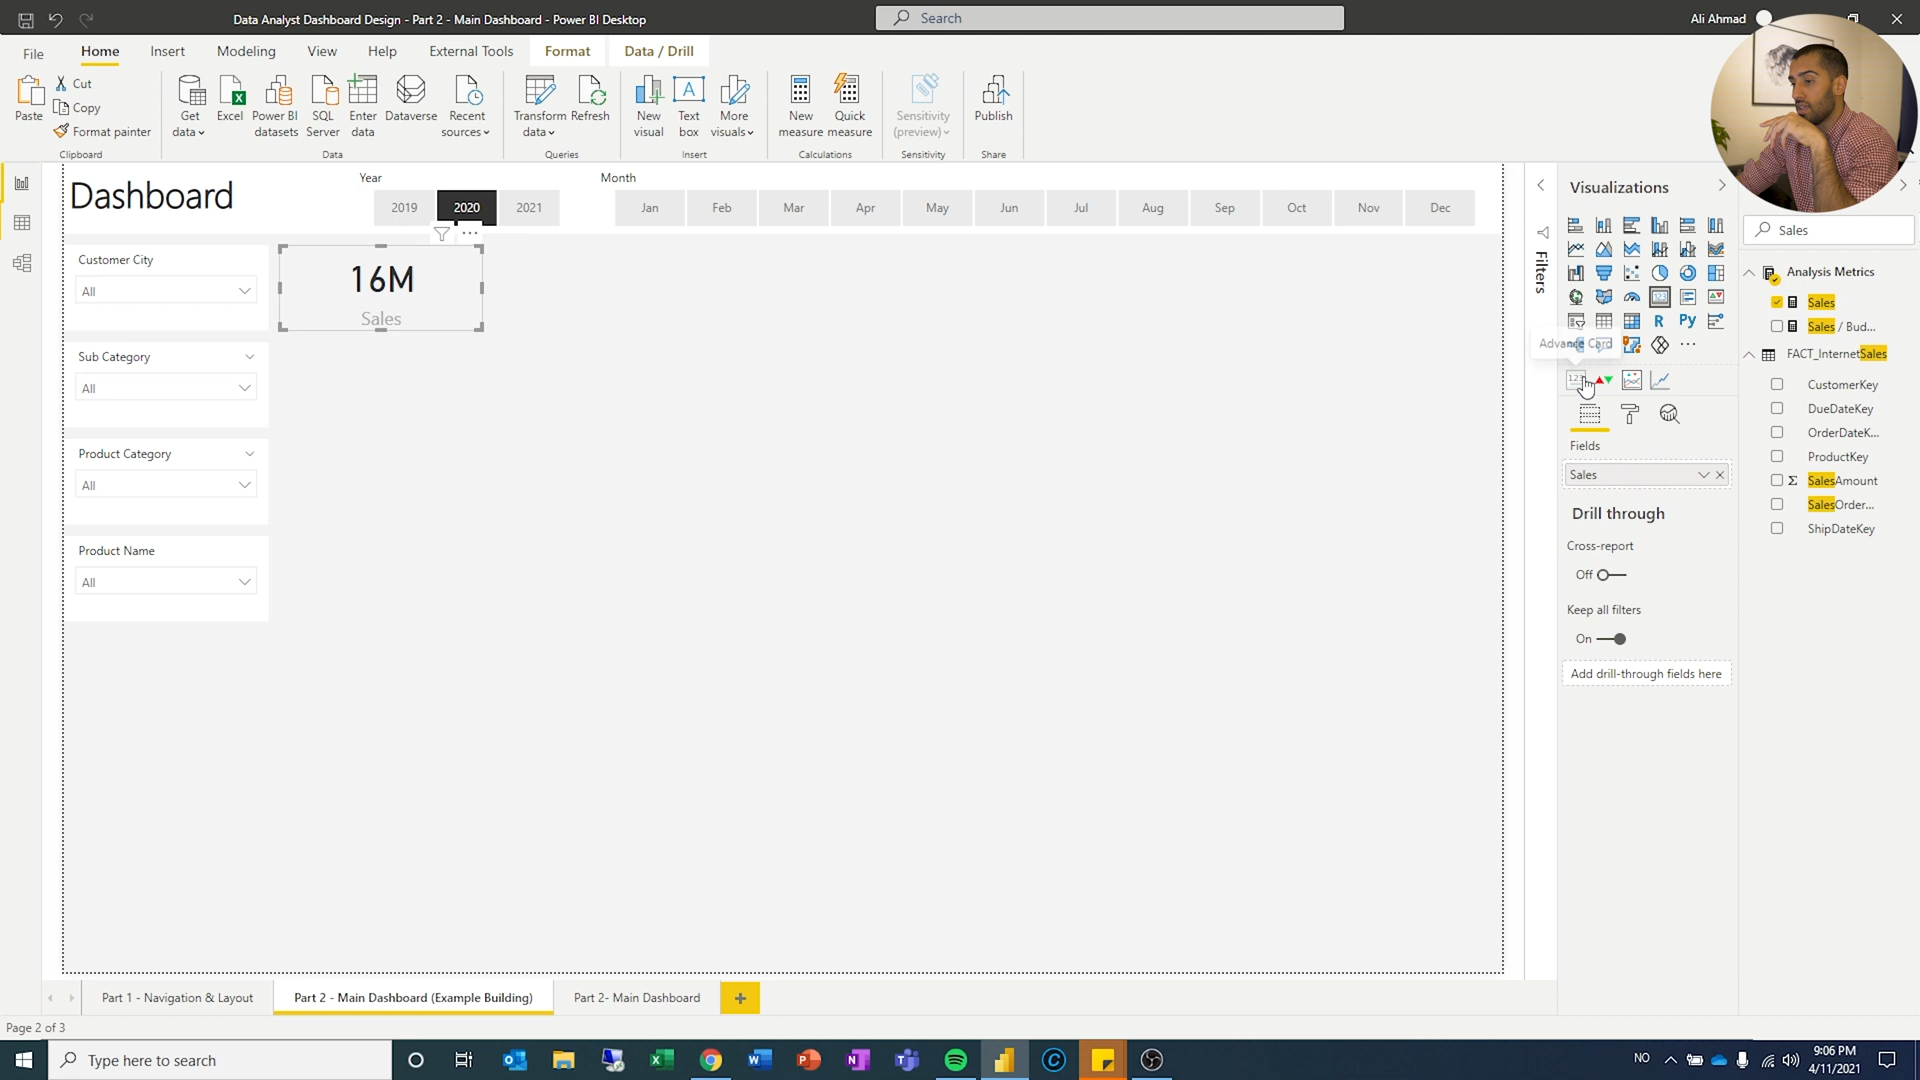 Data Analyst Dashboard Design - Part 2 - Main Dashboard - Power BI Desktop
Search
Ali Ahmad
File
Home
Insert
Modeling
View
Help
External Tools
Format
Data / Drill
Paste
Cut
Copy
Format painter
Clipboard
Get data
Excel
Power BI datasets
SQL Server
Enter data
Dataverse
Recent sources
Data
Transform data
Refresh
Queries
New visual
Text box
More visuals
Insert
New measure
Quick measure
Calculations
Sensitivity (preview)
Sensitivity
Publish
Share
Dashboard
Year
2019
2020
2021
Month
Jan
Feb
Mar
Apr
May
Jun
Jul
Aug
Sep
Oct
Nov
Dec
Customer City
All
Sub Category
All
Product Category
All
Product Name
All
16M
Sales
Filters
Visualizations
R
Py
Advance Card
123
Fields
Sales
Drill through
Cross-report
Off
Keep all filters
On
Add drill-through fields here
Sales
Analysis Metrics
Sales
Sales / Bud...
FACT_InternetSales
CustomerKey
DueDateKey
OrderDateK...
ProductKey
SalesAmount
SalesOrder...
ShipDateKey
Part 1 - Navigation & Layout
Part 2 - Main Dashboard (Example Building)
Part 2- Main Dashboard
Page 2 of 3
Type here to search
NO
9:06 PM
4/11/2021